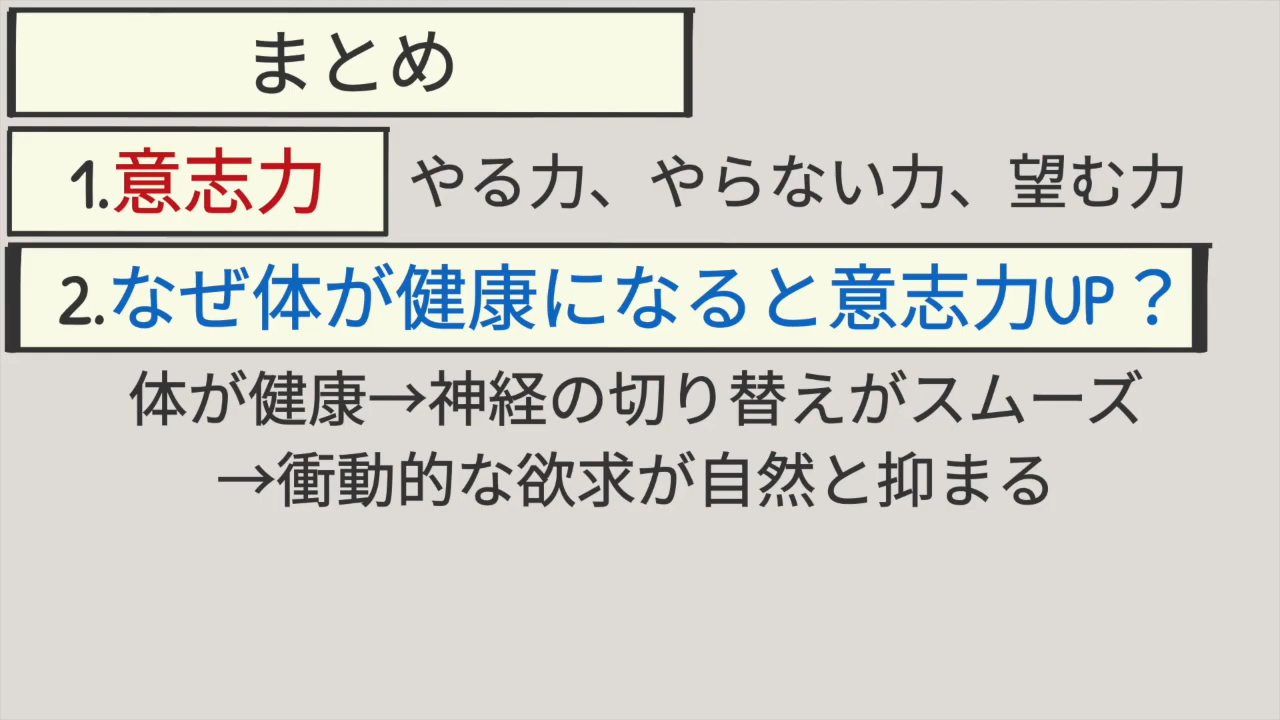 まとめ
1.意志力 やる力、やらない力、望む力
2.なぜ体が健康になると意志力UP？
体が健康→神経の切り替えがスムーズ
→衝動的な欲求が自然と抑まる